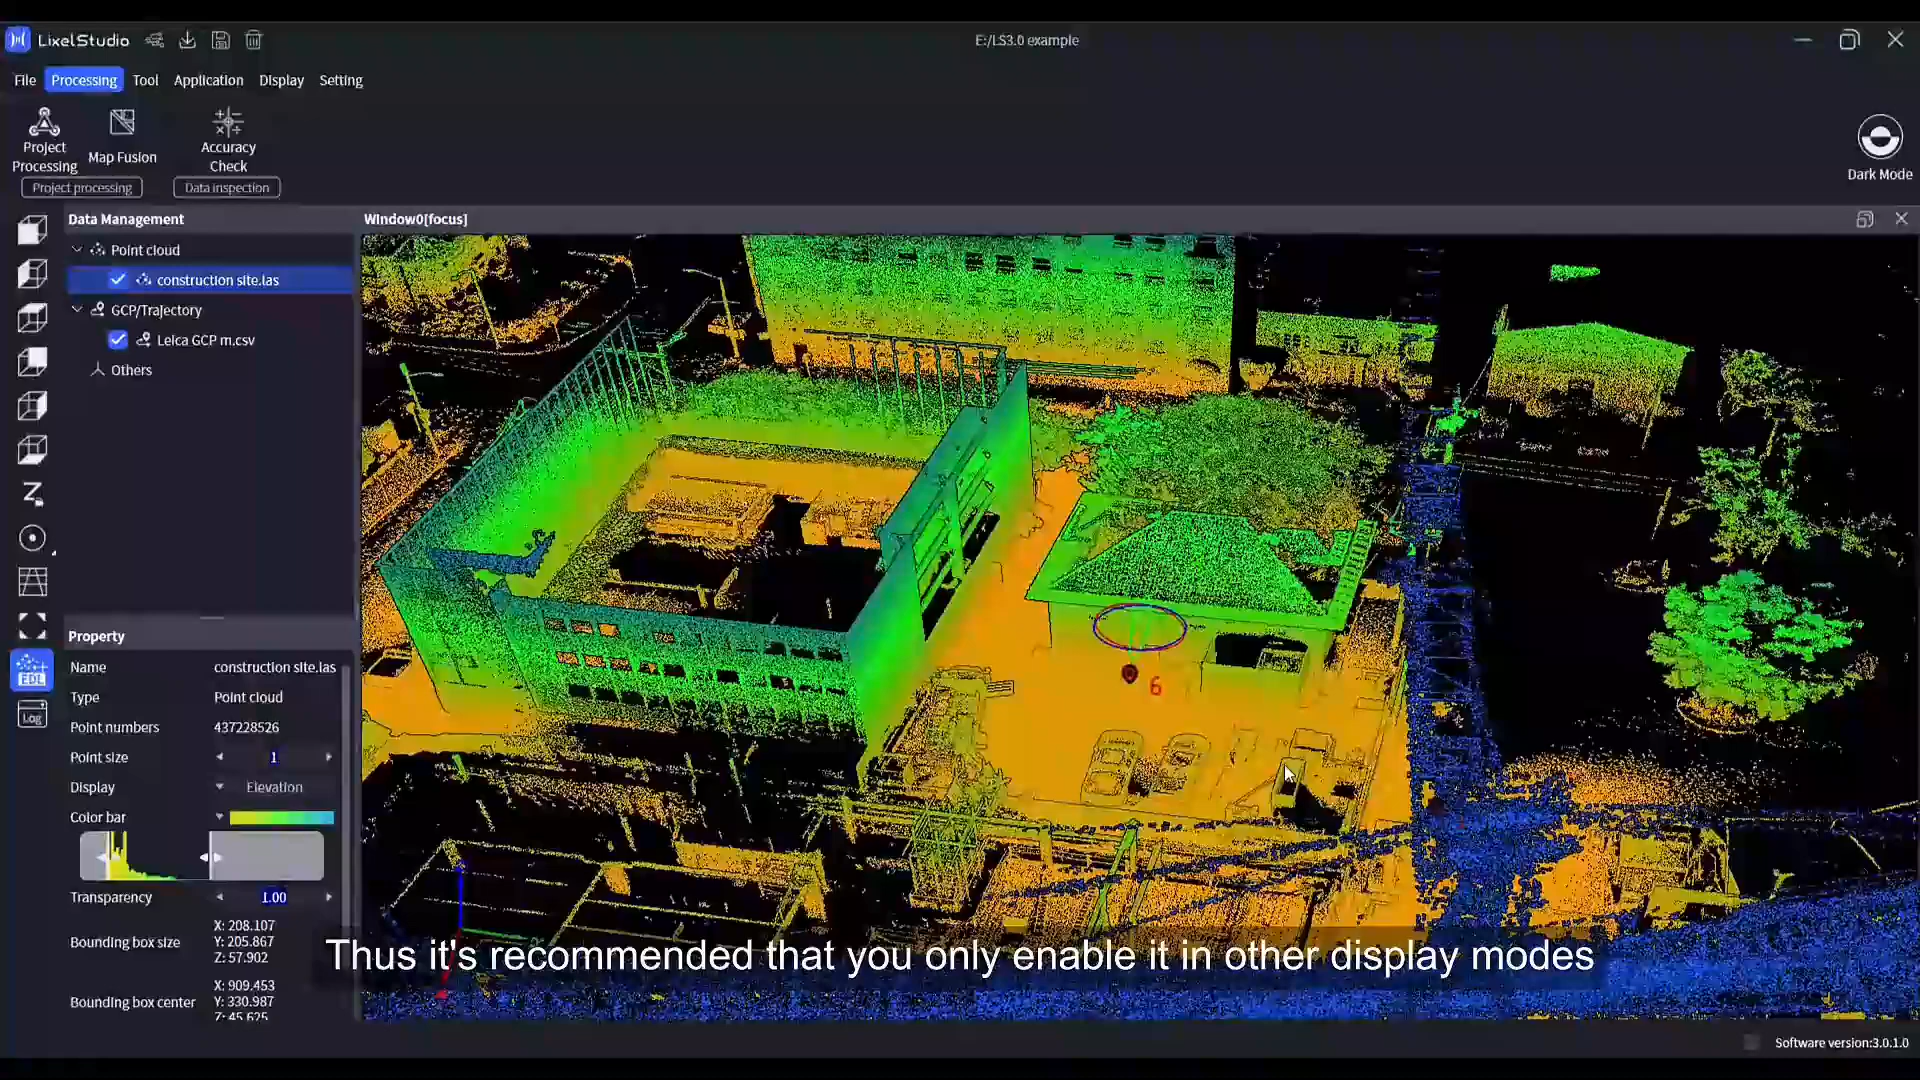 LixelStudio
E:/LS3.0 example
File Processing Tool Application Display Setting
Project
Processing
Map Fusion
Accuracy
Check
Project processing
Data inspection
Dark Mode
Data Management
Window0[focus]
Point cloud
construction site.las
GCP/Trajectory
Leica GCP m.csv
Others
Property
Name construction site.las
Type Point cloud
Point numbers 437228526
Point size 1
Display Elevation
Color bar
Transparency 1.00
Bounding box size
X: 208.107
Y: 205.867
Z: 57.902
Bounding box center
X: 909.453
Y: 330.987
Z: 45.625
EDL
Log
6
Thus it's recommended that you only enable it in other display modes
Software version:3.0.1.0